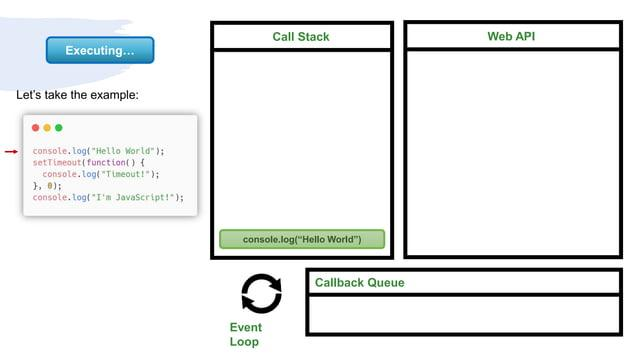 Executing…
Let's take the example:
console.log("Hello World");
setTimeout(function() {
console.log("Timeout!");
}, 0);
console.log("I'm JavaScript!");
Call Stack
console.log(“Hello World”)
Web API
Event
Loop
Callback Queue